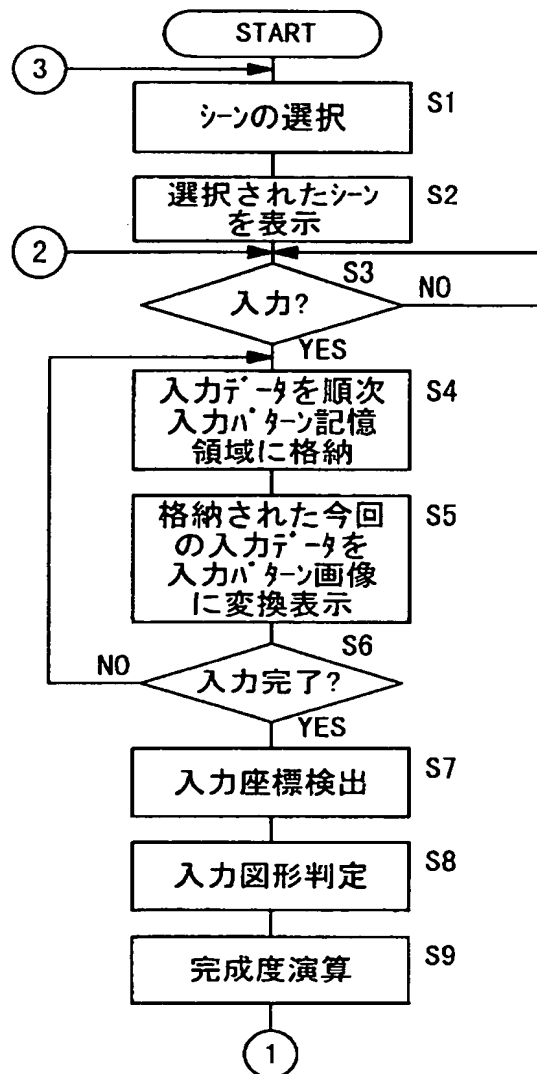 START
3
シーンの選択
S1
選択されたシーン
を表示
S2
2
S3
入力?
NO
YES
入力データを順次
入力パターン記憶
領域に格納
S4
格納された今回
の入力データを
入力パターン画像
に変換表示
S5
S6
NO
入力完了?
YES
入力座標検出
S7
入力図形判定
S8
完成度演算
S9
1